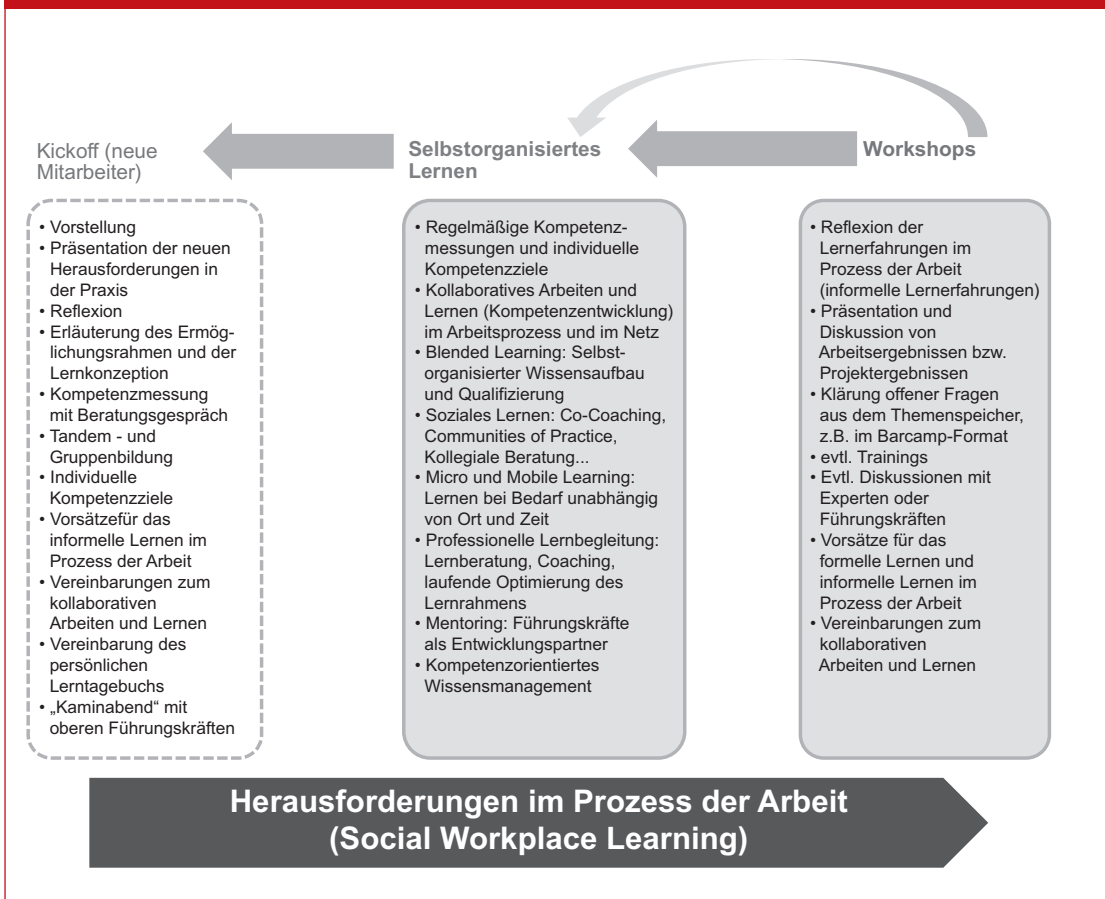 Kickoff (neue
Mitarbeiter)
• Vorstellung
• Präsentation der neuen
Herausforderungen in
der Praxis
• Reflexion
• Erläuterung des Ermög-
lichungsrahmen und der
Lernkonzeption
• Kompetenzmessung
mit Beratungsgespräch
• Tandem - und
Gruppenbildung
• Individuelle
Kompetenzziele
• Vorsätzefür das
informelle Lernen im
Prozess der Arbeit
• Vereinbarungen zum
kollaborativen
Arbeiten und Lernen
• Vereinbarung des
persönlichen
Lerntagebuchs
• „Kaminabend“ mit
oberen Führungskräften
Selbstorganisiertes
Lernen
• Regelmäßige Kompetenz-
messungen und individuelle
Kompetenzziele
• Kollaboratives Arbeiten und
Lernen (Kompetenzentwicklung)
im Arbeitsprozess und im Netz
• Blended Learning: Selbst-
organisierter Wissensaufbau
und Qualifizierung
• Soziales Lernen: Co-Coaching,
Communities of Practice,
Kollegiale Beratung...
• Micro und Mobile Learning:
Lernen bei Bedarf unabhängig
von Ort und Zeit
• Professionelle Lernbegleitung:
Lernberatung, Coaching,
laufende Optimierung des
Lernrahmens
• Mentoring: Führungskräfte
als Entwicklungspartner
• Kompetenzorientiertes
Wissensmanagement
Workshops
• Reflexion der
Lernerfahrungen im
Prozess der Arbeit
(informelle Lernerfahrungen)
• Präsentation und
Diskussion von
Arbeitsergebnissen bzw.
Projektergebnissen
• Klärung offener Fragen
aus dem Themenspeicher,
z.B. im Barcamp-Format
• evtl. Trainings
• Evtl. Diskussionen mit
Experten oder
Führungskräften
• Vorsätze für das
formelle Lernen und
informelle Lernen im
Prozess der Arbeit
• Vereinbarungen zum
kollaborativen
Arbeiten und Lernen
Herausforderungen im Prozess der Arbeit
(Social Workplace Learning)